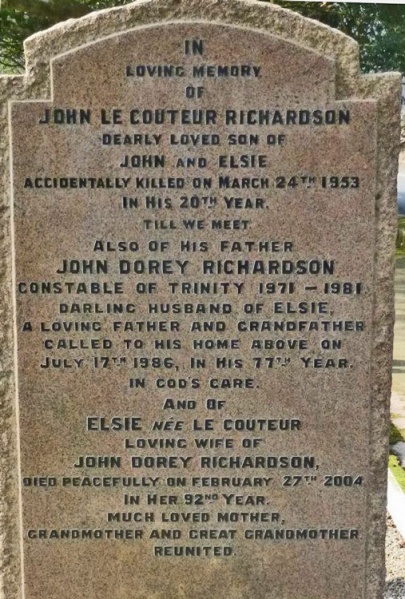 IN
LOVING MEMORY
OF
JOHN LE COUTEUR RICHARDSON
DEARLY LOVED SON OF
JOHN AND ELSIE
ACCIDENTALLY KILLED ON MARCH 24TH 1953
IN HIS 20TH YEAR.
TILL WE MEET.
ALSO OF HIS FATHER
JOHN DOREY RICHARDSON
CONSTABLE OF TRINITY 1971 - 1981.
DARLING HUSBAND OF ELSIE,
A LOVING FATHER AND GRANDFATHER
CALLED TO HIS HOME ABOVE ON
JULY 17TH 1986, IN HIS 77TH YEAR.
IN GOD'S CARE.
AND OF
ELSIE NÉE LE COUTEUR
LOVING WIFE OF
JOHN DOREY RICHARDSON,
DIED PEACEFULLY ON FEBRUARY 27TH 2004
IN HER 92ND YEAR.
MUCH LOVED MOTHER,
GRANDMOTHER AND GREAT GRANDMOTHER.
REUNITED.